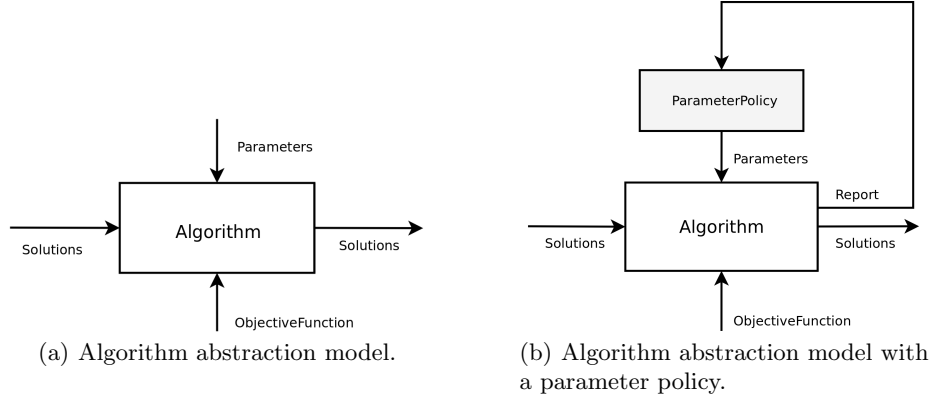 Parameters
Solutions
Algorithm
Solutions
ObjectiveFunction
(a) Algorithm abstraction model.
ParameterPolicy
Parameters
Report
Solutions
Algorithm
Solutions
ObjectiveFunction
(b) Algorithm abstraction model with
a parameter policy.